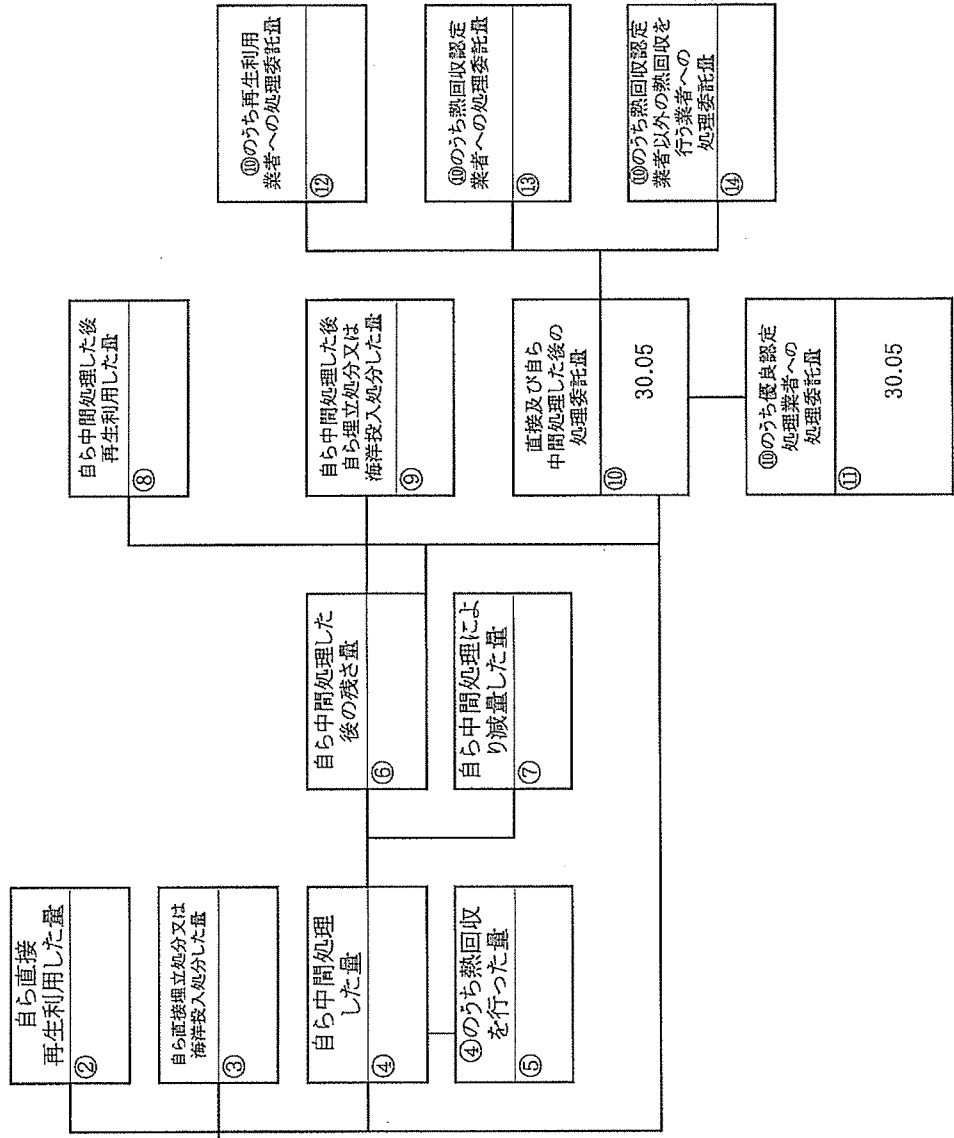 自ら直接
再生利用した量
②
自ら直接埋立処分又は
海洋投入処分した量
③
自ら中間処理
した量
④
④のうち熱回収
を行った量
⑤
自ら中間処理した
後の残さ量
⑥
自ら中間処理によ
り減量した量
⑦
自ら中間処理した後
再生利用した量
⑧
自ら中間処理した後
自ら埋立処分又は
海洋投入処分した量
⑨
直接及び自ら
中間処理した後の
処理委託量
⑩
30.05
⑩のうち優良認定
処理業者への
処理委託量
⑪
30.05
⑩のうち再生利用
業者への処理委託量
⑫
⑩のうち熱回収認定
業者への処理委託量
⑬
⑩のうち熱回収認定
業者以外の熱回収を
行う業者への
処理委託量
⑭